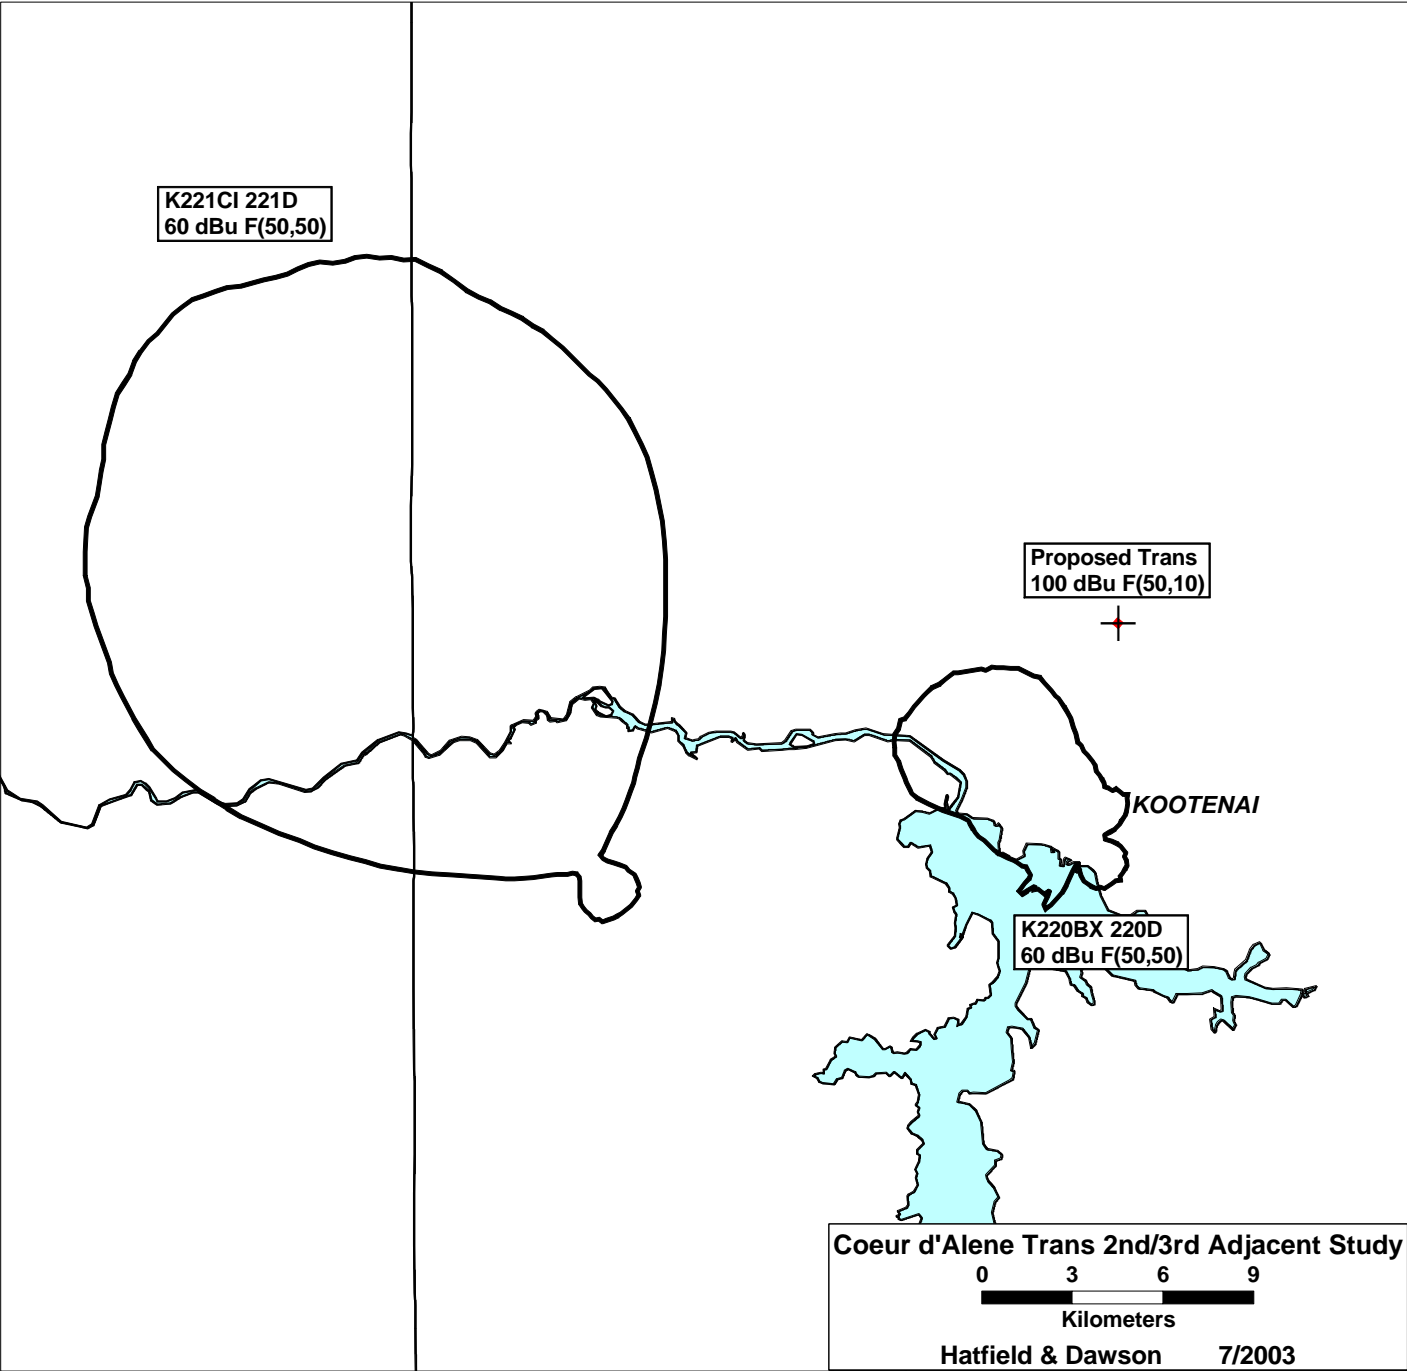 K221CI 221D
60 dBu F(50,50)
Proposed Trans
100 dBu F(50,10)
KOOTENAI
K220BX 220D
60 dBu F(50,50)
Coeur d'Alene Trans 2nd/3rd Adjacent Study
0 3 6 9
Kilometers
Hatfield & Dawson 7/2003